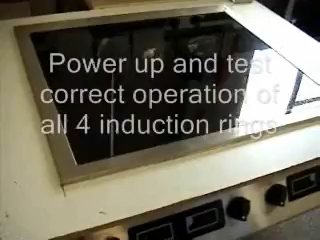 Power up and test
correct operation of
all 4 induction rings